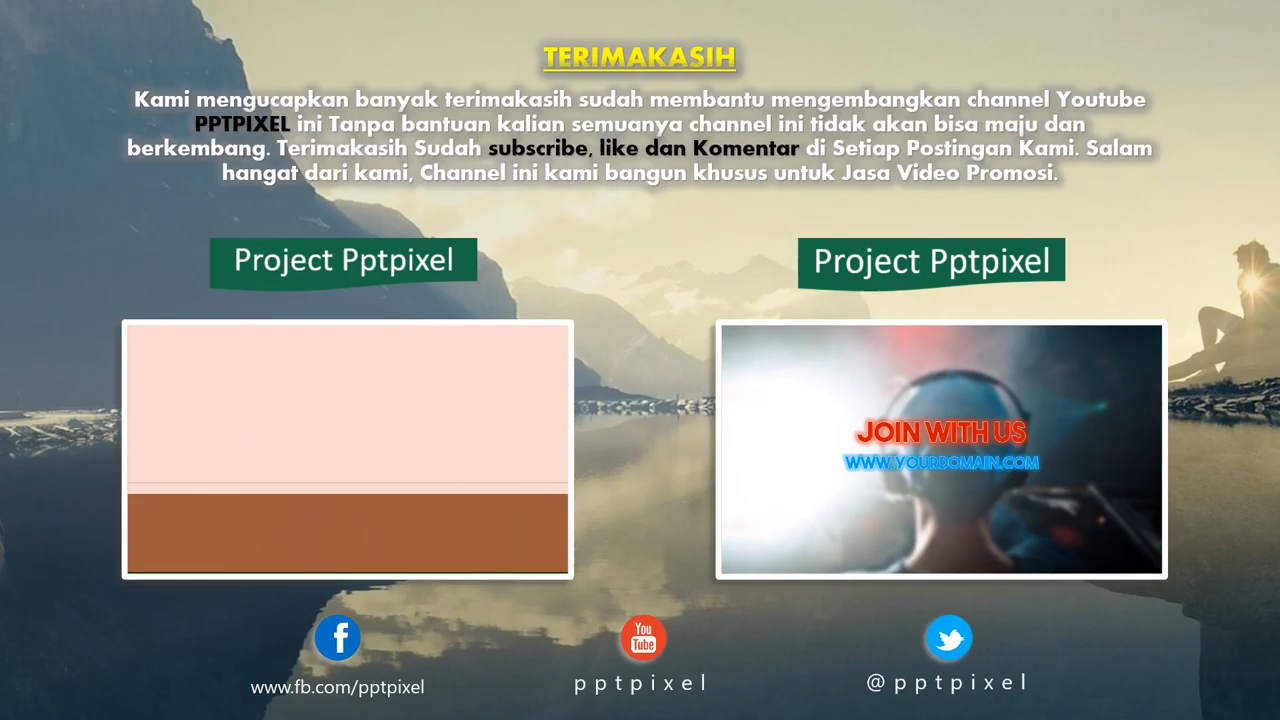 TERIMAKASIH
Kami mengucapkan banyak terimakasih sudah membantu mengembangkan channel Youtube
PPTPIXEL ini Tanpa bantuan kalian semuanya channel ini tidak akan bisa maju dan
berkembang. Terimakasih Sudah subscribe, like dan Komentar di Setiap Postingan Kami. Salam
hangat dari kami, Channel ini kami bangun khusus untuk Jasa Video Promosi.
Project Pptpixel
Project Pptpixel
JOIN WITH US
WWW.YOURDOMAIN.COM
f
You
Tube
www.fb.com/pptpixel
pptpixel
@pptpixel